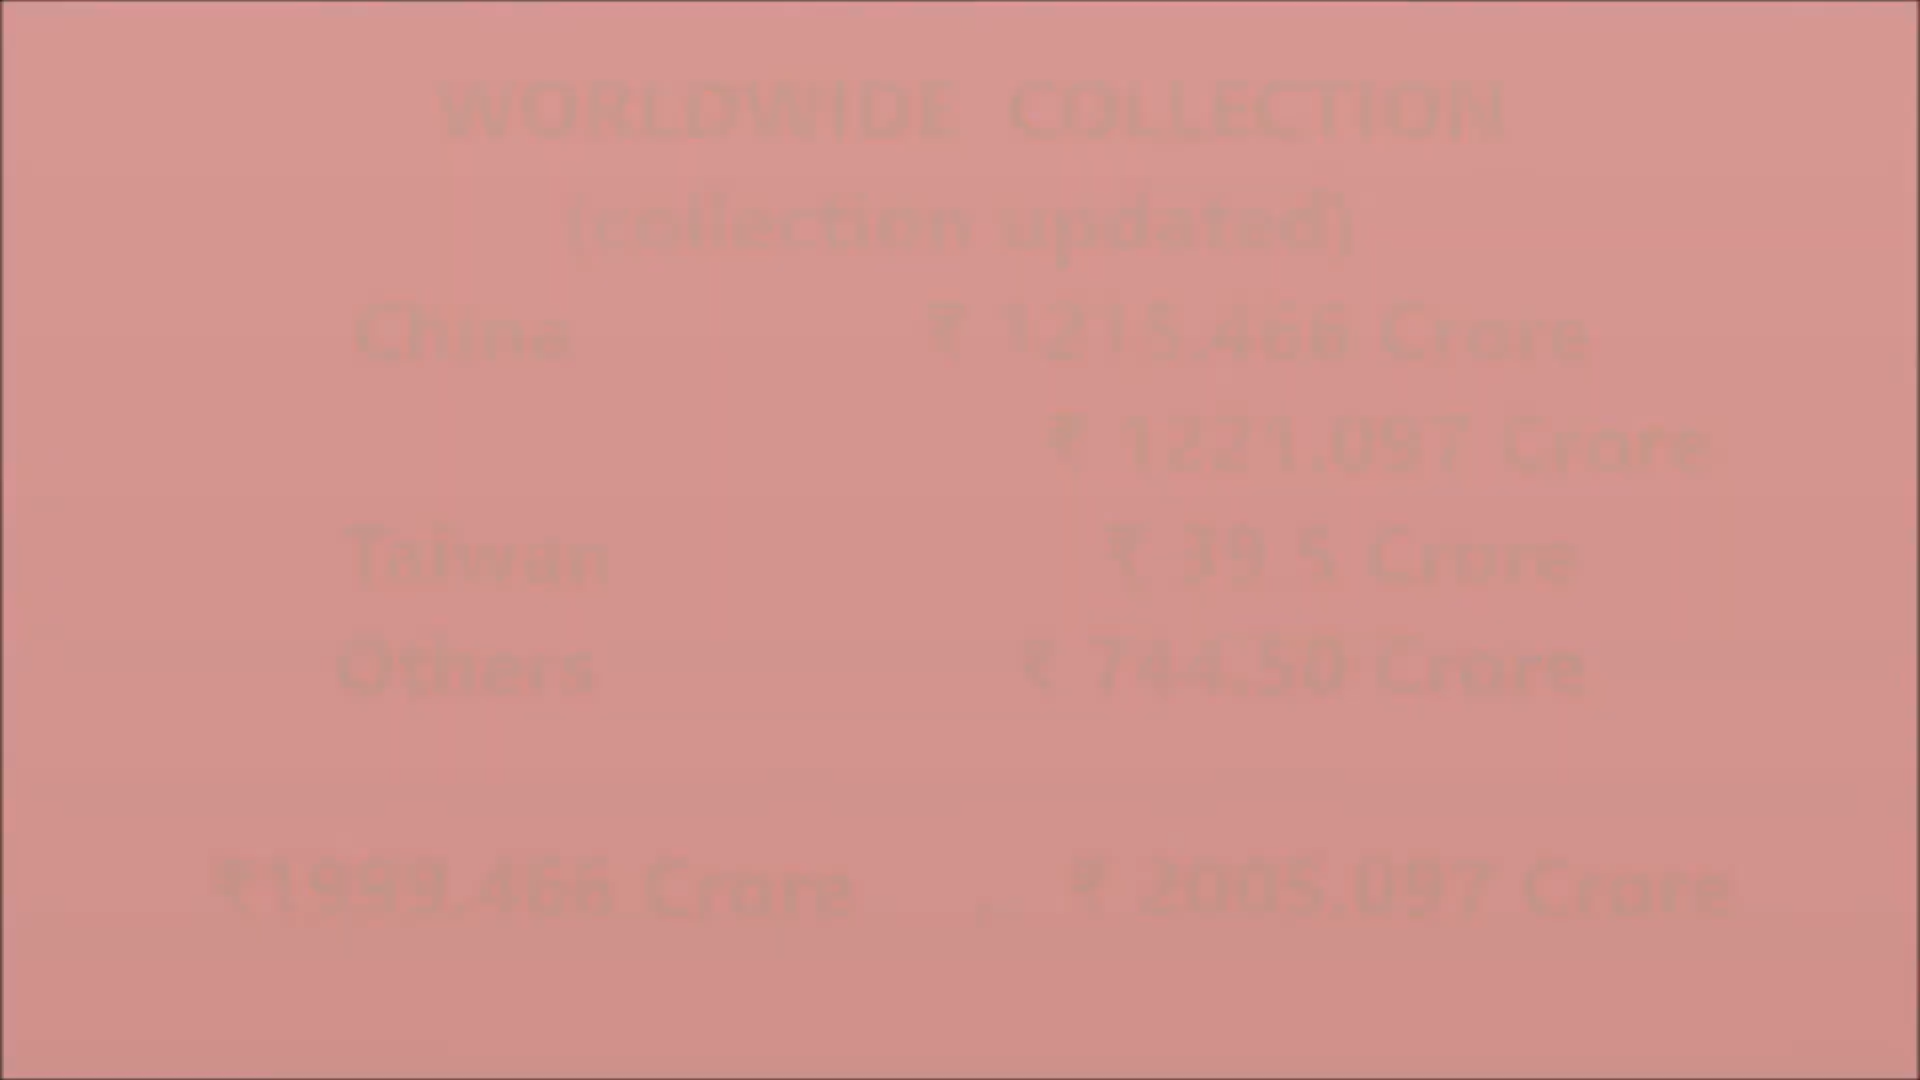 WORLDWIDE COLLECTION
(collection updated)
China ₹ 1215.466 Crore
₹ 1221.097 Crore
Taiwan ₹ 39.5 Crore
Others ₹ 744.50 Crore
₹1999.466 Crore - ₹ 2005.097 Crore